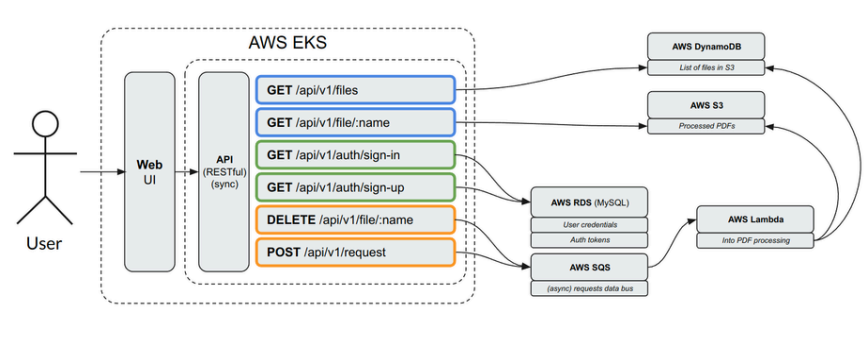 AWS EKS
User
Web
UI
API
(RESTful)
(sync)
GET /api/v1/files
GET /api/v1/file/:name
GET /api/v1/auth/sign-in
GET /api/v1/auth/sign-up
DELETE /api/v1/file/:name
POST /api/v1/request
AWS DynamoDB
List of files in S3
AWS S3
Processed PDFs
AWS RDS (MySQL)
User credentials
Auth tokens
AWS SQS
(async) requests data bus
AWS Lambda
Into PDF processing